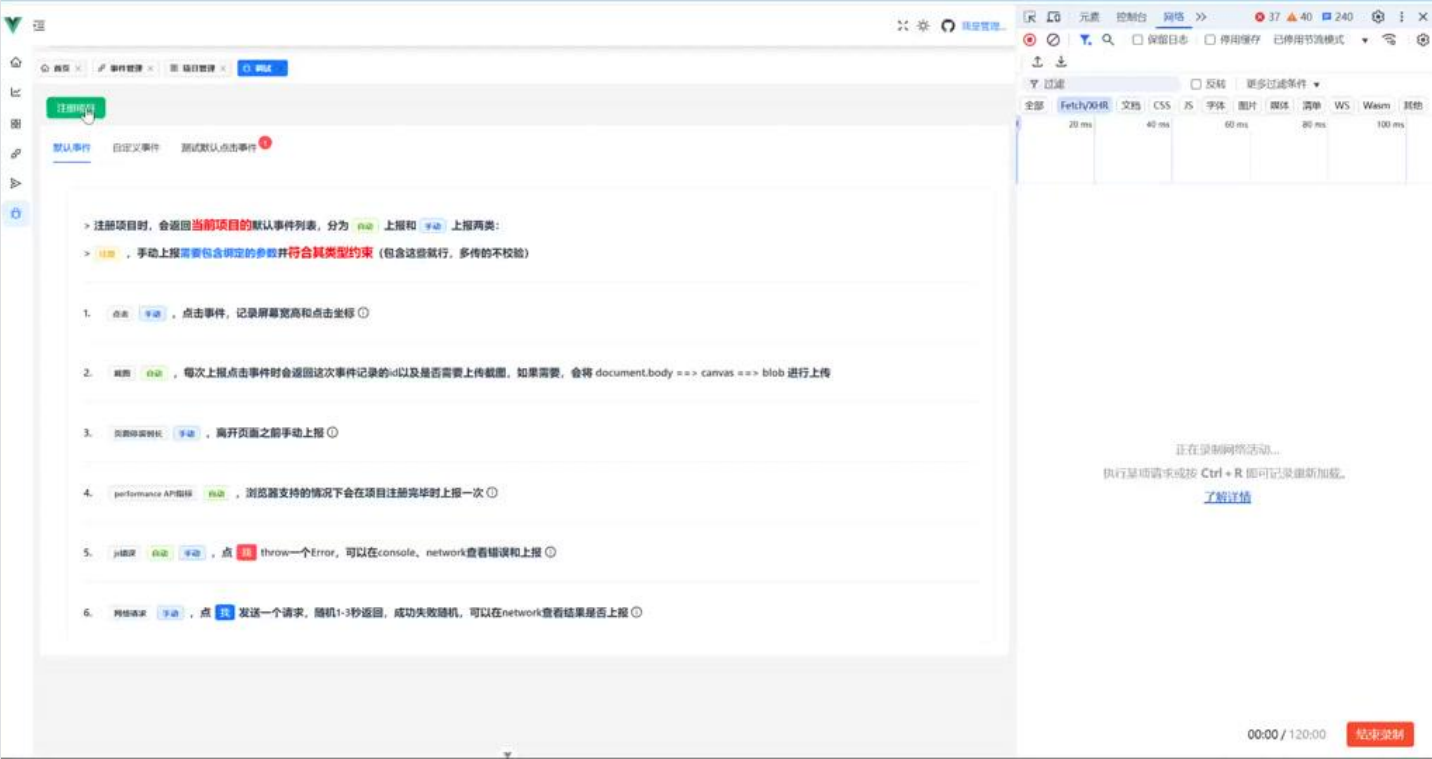 元素 控制台 网络 37 40 240
我是管理...
保留日志 停用缓存 已停用节流模式
首页 × 事件管理 × 项目管理 × 调试
过滤 反转 更多过滤条件
全部 Fetch/XHR 文档 CSS JS 字体 图片 媒体 清单 WS Wasm 其他
20 ms 40 ms 60 ms 80 ms 100 ms
默认事件 自定义事件 测试默认点击事件
> 注册项目时，会返回当前项目的默认事件列表，分为 自动 上报和 手动 上报两类：
> 注意 ，手动上报需要包含绑定的参数并符合其类型约束（包含这些就行，多传的不校验）
1. 点击 手动 ，点击事件，记录屏幕宽高和点击坐标
2. 截图 自动 ，每次上报点击事件时会返回这次事件记录的id以及是否需要上传截图，如果需要，会将 document.body ==> canvas ==> blob 进行上传
3. 页面停留时长 手动 ，离开页面之前手动上报
正在录制网络活动...
执行某项请求或按 Ctrl + R 即可记录重新加载。
了解详情
4. performance API指标 自动 ，浏览器支持的情况下会在项目注册完毕时上报一次
5. js错误 自动 手动 ，点 我 throw一个Error，可以在console、network查看错误和上报
6. 网络请求 手动 ，点 我 发送一个请求，随机1-3秒返回，成功失败随机，可以在network查看结果是否上报
00:00 / 120:00 结束录制